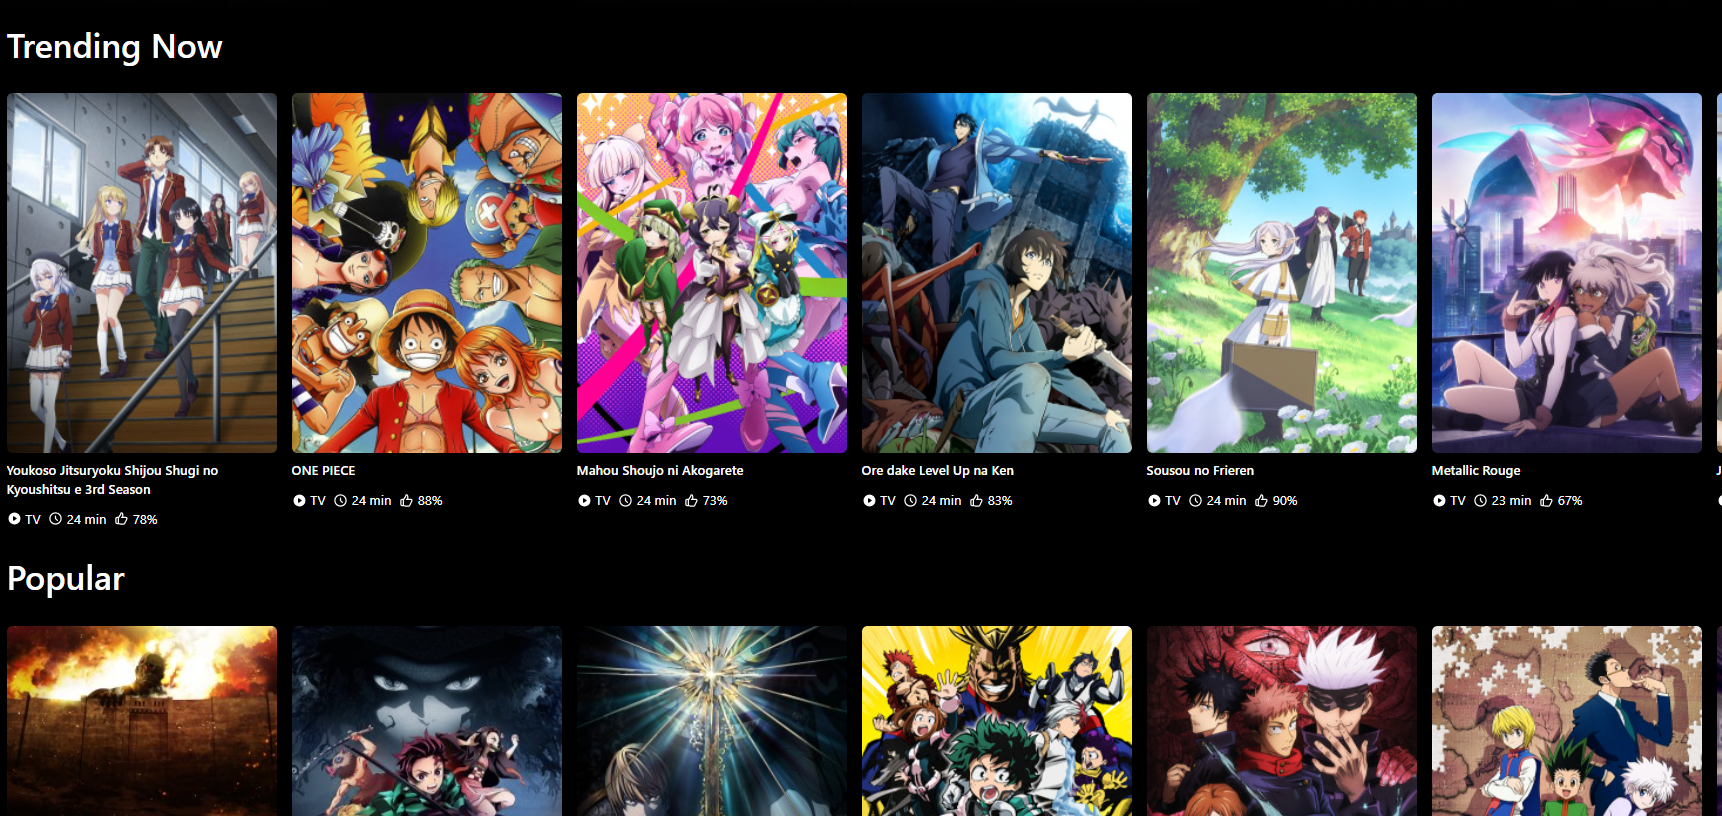 Trending Now
Youkoso Jitsuryoku Shijou Shugi no
Kyoushitsu e 3rd Season
TV 24 min 78%
ONE PIECE
TV 24 min 88%
Mahou Shoujo ni Akogarete
TV 24 min 73%
Ore dake Level Up na Ken
TV 24 min 83%
Sousou no Frieren
TV 24 min 90%
Metallic Rouge
TV 23 min 67%
J
Popular